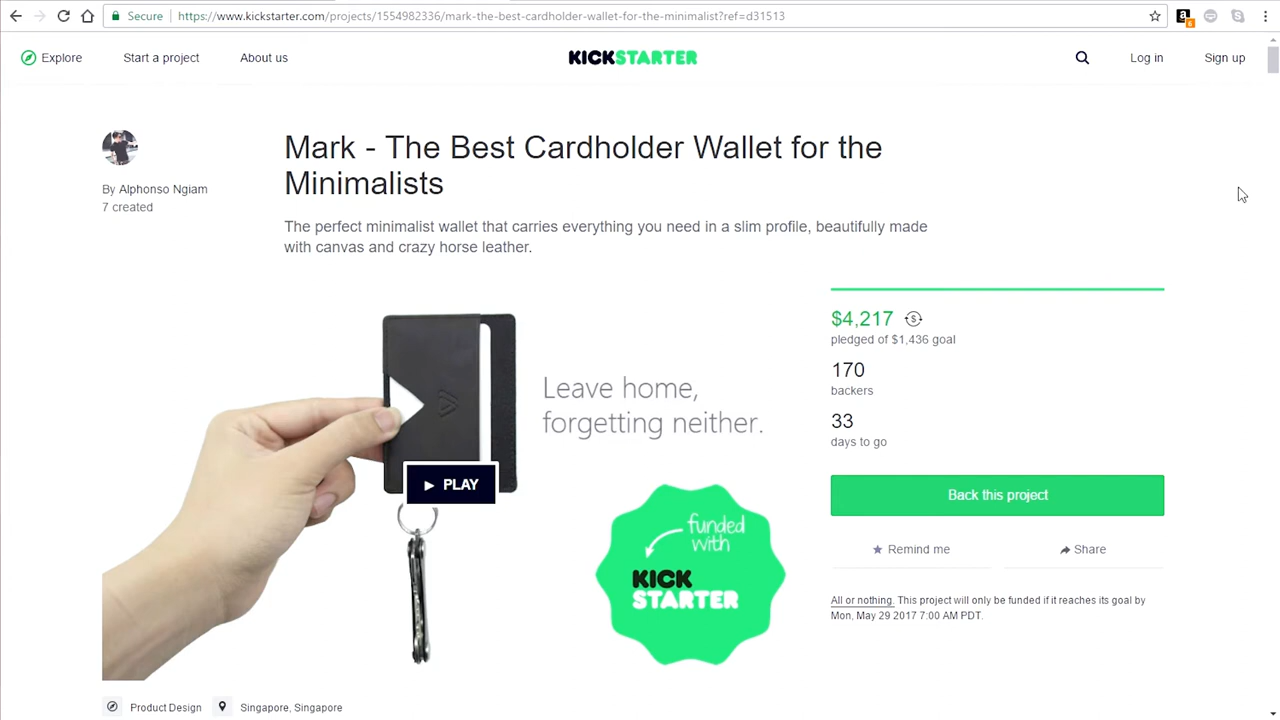 Secure
https://www.kickstarter.com/projects/1554982336/mark-the-best-cardholder-wallet-for-the-minimalist?ref=d31513
6
Explore
Start a project
About us
KICKSTARTER
Log in
Sign up
By Alphonso Ngiam
7 created
Mark - The Best Cardholder Wallet for the
Minimalists
The perfect minimalist wallet that carries everything you need in a slim profile, beautifully made
with canvas and crazy horse leather.
Leave home,
forgetting neither.
PLAY
funded
with
KICK
STARTER
$4,217
pledged of $1,436 goal
170
backers
33
days to go
Back this project
Remind me
Share
All or nothing. This project will only be funded if it reaches its goal by
Mon, May 29 2017 7:00 AM PDT.
Product Design
Singapore, Singapore